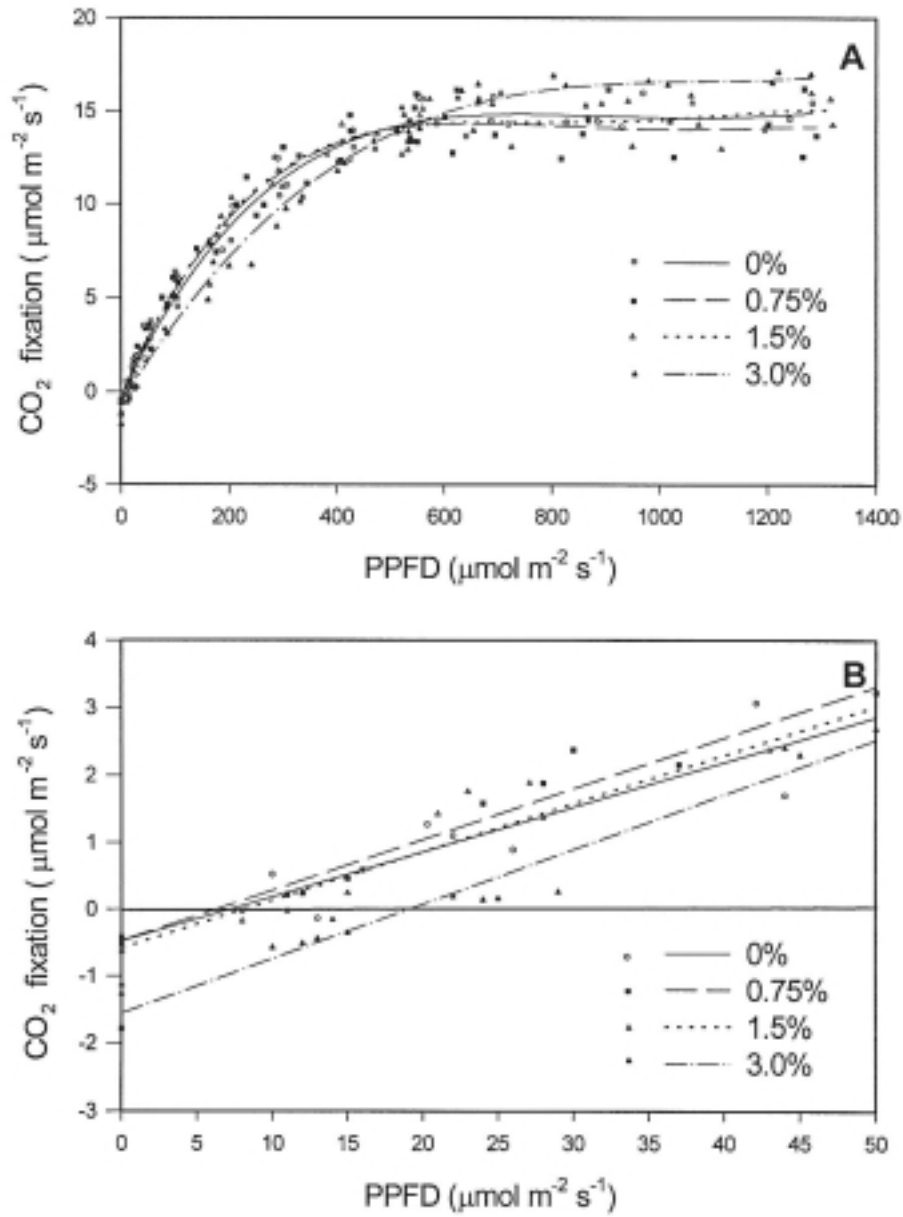 A
20
15
10
5
0
-5
CO₂ fixation ( μmol m⁻² s⁻¹)
0%
0.75%
1.5%
3.0%
0 200 400 600 800 1000 1200 1400
PPFD (μmol m⁻² s⁻¹)
B
4
3
2
1
0
-1
-2
-3
CO₂ fixation ( μmol m⁻² s⁻¹)
0%
0.75%
1.5%
3.0%
0 5 10 15 20 25 30 35 40 45 50
PPFD (μmol m⁻² s⁻¹)